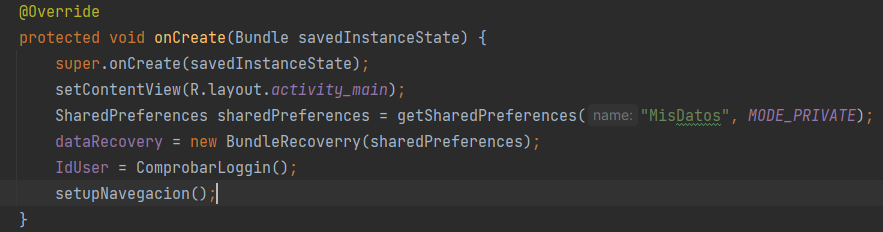 @Override
protected void onCreate(Bundle savedInstanceState) {
super.onCreate(savedInstanceState);
setContentView(R.layout.activity_main);
SharedPreferences sharedPreferences = getSharedPreferences( name: "MisDatos", MODE_PRIVATE);
dataRecovery = new BundleRecoverry(sharedPreferences);
IdUser = ComprobarLoggin();
setupNavegacion();
}